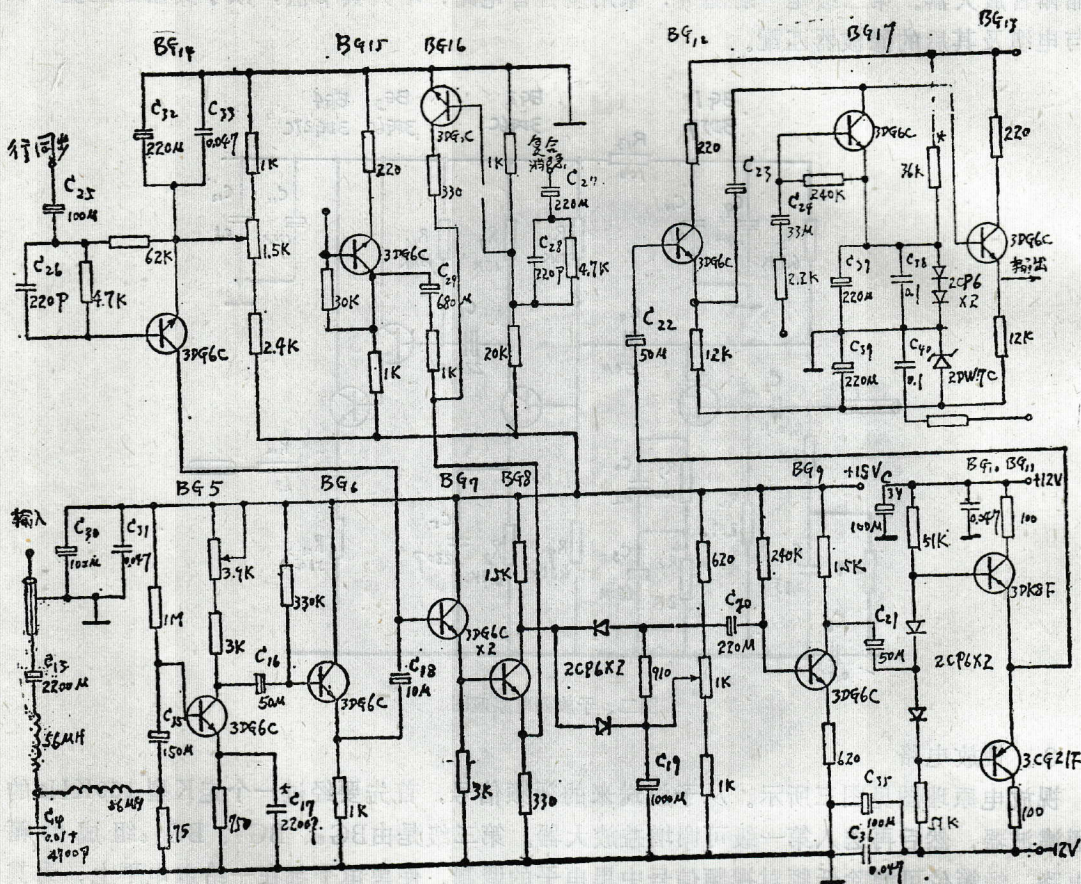 与电
BG14
BG15
BG16
BG12
BG17
BG13
行同步
C25
100M
C26
220P
4.7K
C32
220M
C33
0.047
62K
3DG6C
1K
1.5K
2.4K
220
3DG6C
30K
1K
330
C29
680M
1K
1K
20K
复合
消隐
C27
220M
C28
220P
4.7K
220
3DG6C
C22
50M
12K
C23
C24
33M
2.2K
3DG6C
240K
36K
*
C39
220M
C38
0.1
2CP6
X2
C39
220M
C40
0.1
2DW7C
220
3DG6C
输出
12K
BG5
BG6
BG7
BG8
BG9
+15V
BG10
BG11
+12V
输入
C30
C31
0.047
1M
3.9K
3K
330K
2200M
56MH
56MH
C15
150M
75
3DG6C
C16
50M
750
C17
2200P
3DG6C
1K
C18
10M
3DG6C
X2
3K
1.5K
330
2CP6X2
910
C19
1000M
620
1K
1K
C20
220M
240K
1.5K
3DG6C
620
C21
50M
C35
100M
C36
0.047
C
34
100M
51K
2CP6X2
51K
0.047
100
3DK8F
3CG21F
100
-12V
0.01+
4700P